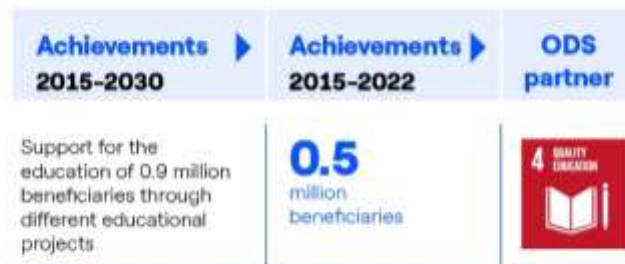 Achievements
2015-2030
Achievements
2015-2022
ODS
partner
Support for the
education of 0.9 million
beneficiaries through
different educational
projects
0.5
million
beneficiaries
4 QUALITY
EDUCATION